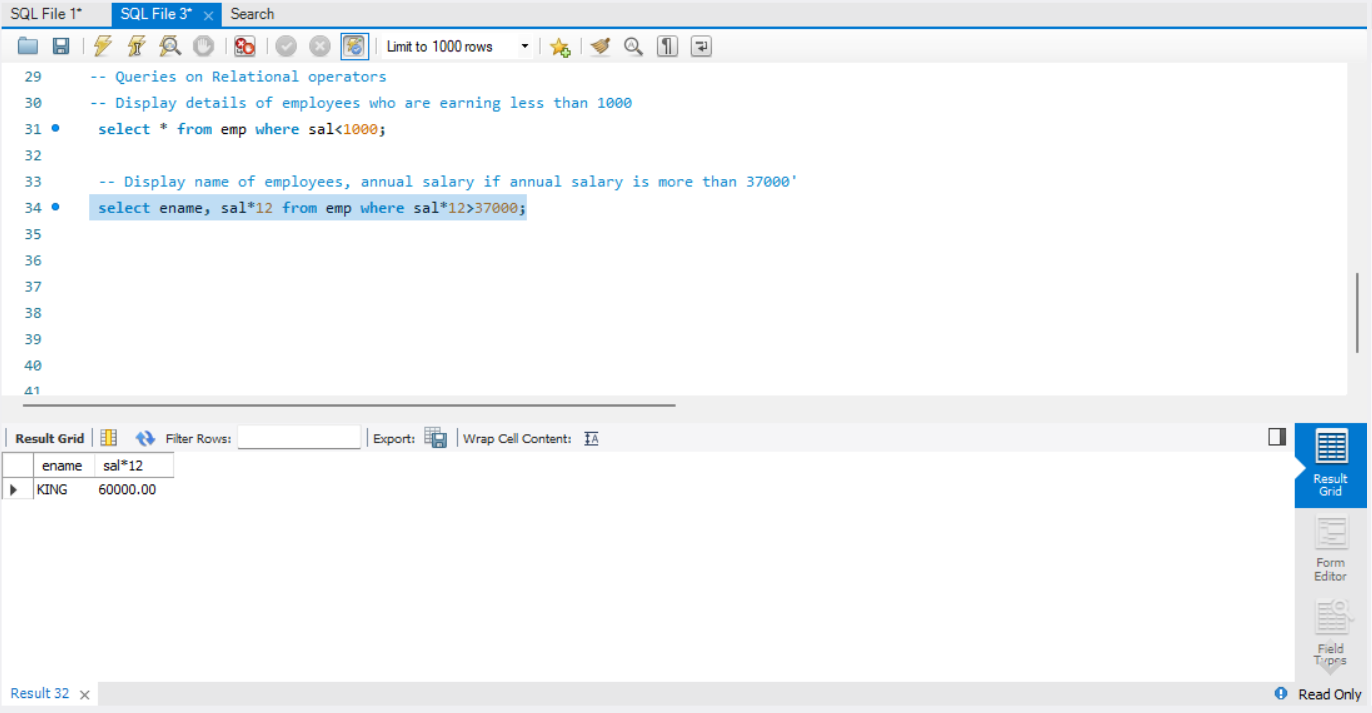 SQL File 1* SQL File 3* Search
Limit to 1000 rows
29 -- Queries on Relational operators
30 -- Display details of employees who are earning less than 1000
31 select * from emp where sal<1000;
32
33 -- Display name of employees, annual salary if annual salary is more than 37000'
34 select ename, sal*12 from emp where sal*12>37000;
35
36
37
38
39
40
41
Result Grid Filter Rows: Export: Wrap Cell Content:
ename sal*12
KING 60000.00
Result
Grid
Form
Editor
Field
Types
Result 32 Read Only